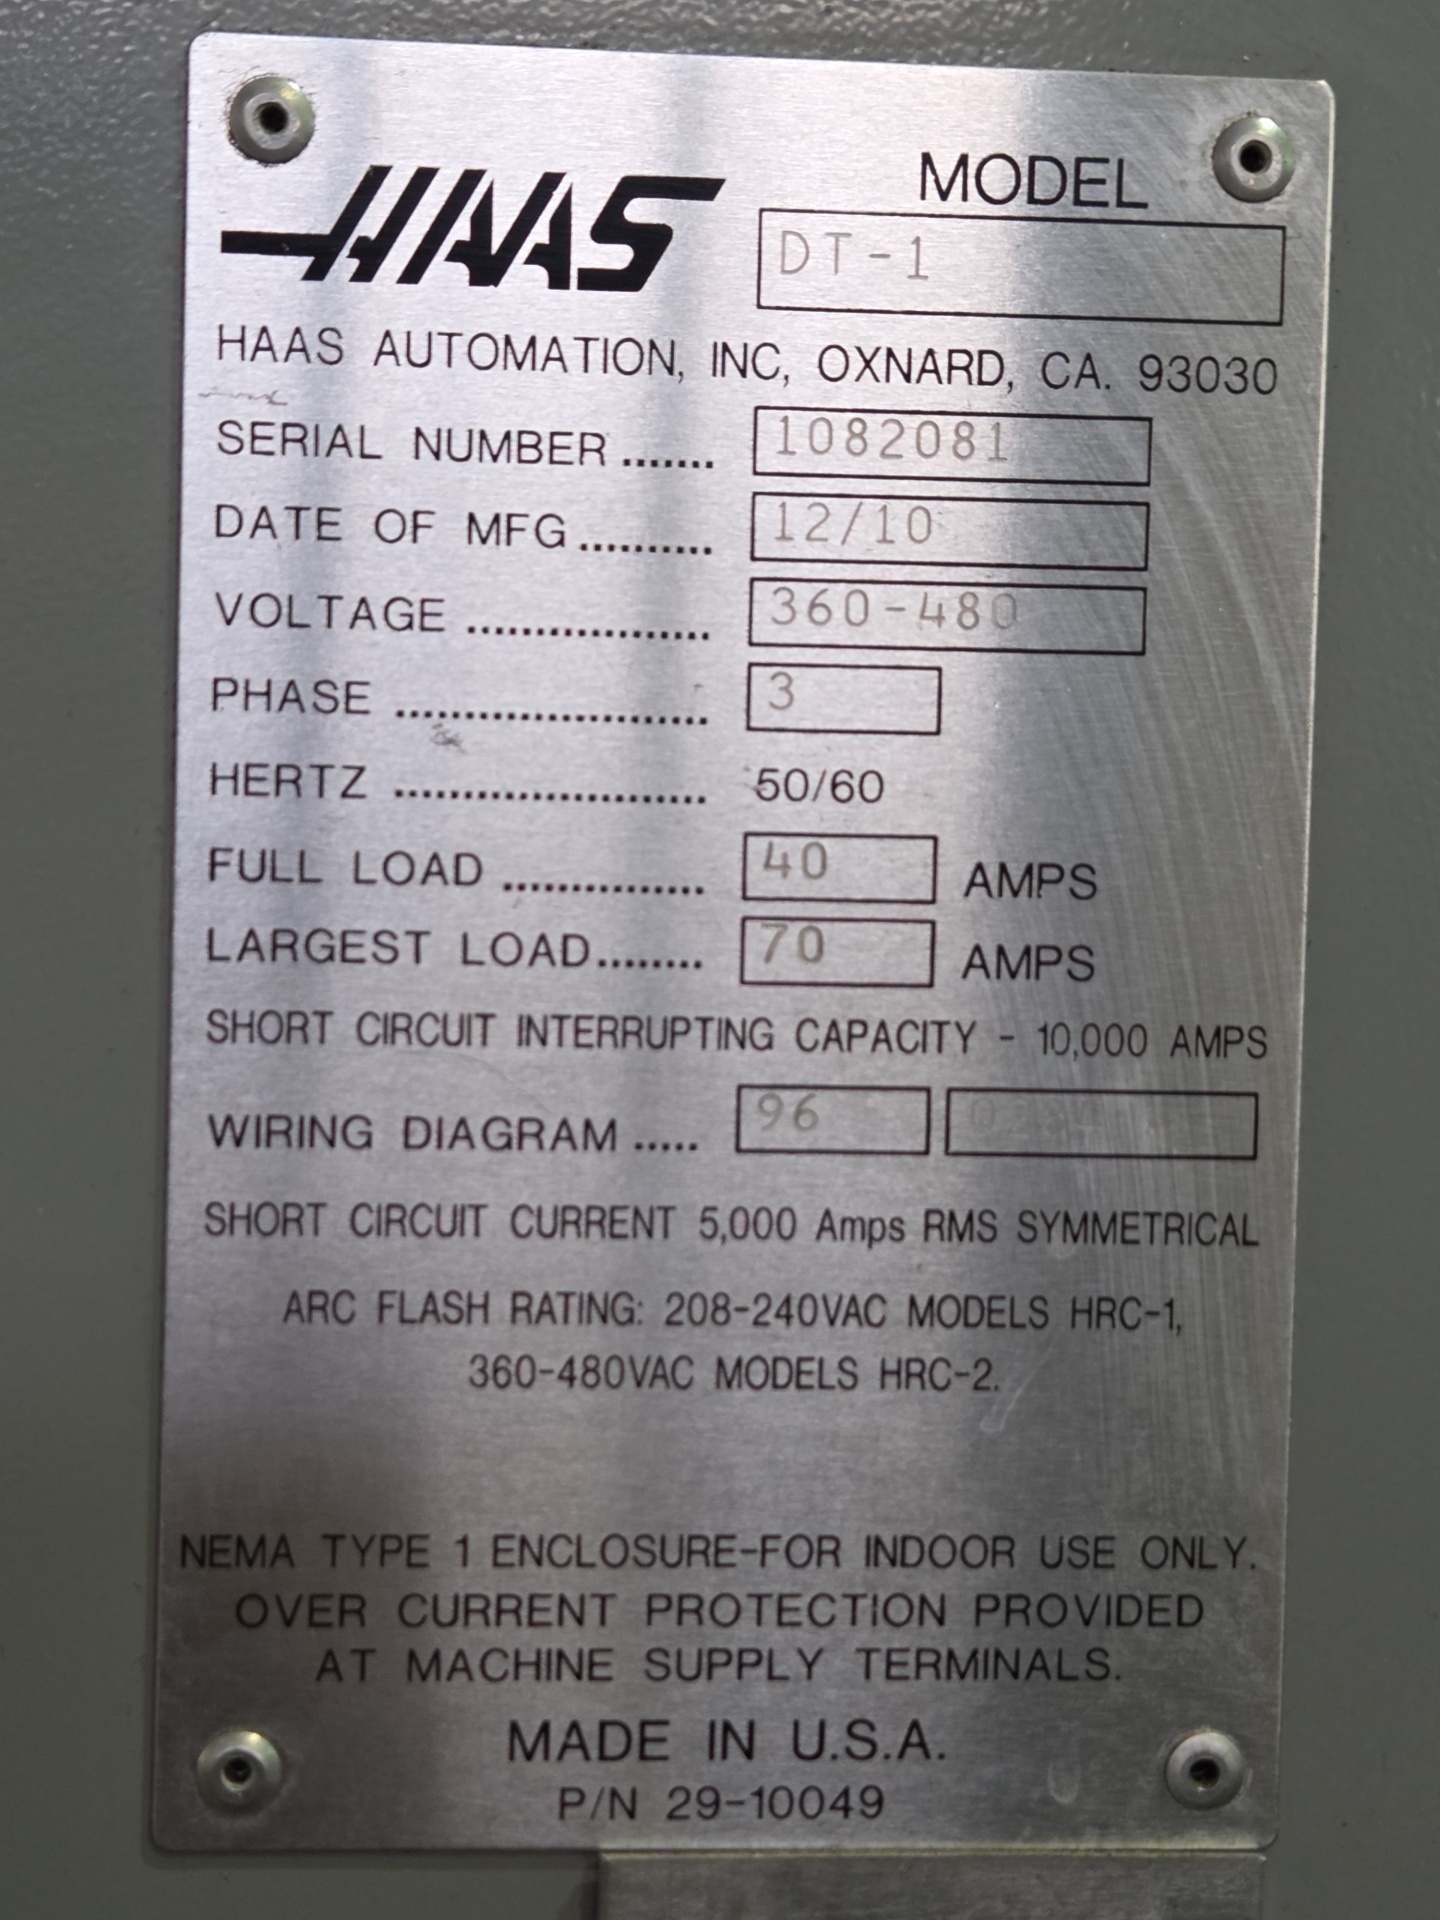 HAAS
MODEL
DT-1
HAAS AUTOMATION, INC, OXNARD, CA. 93030
SERIAL NUMBER ....... 1082081
DATE OF MFG .......... 12/10
VOLTAGE .................. 360-480
PHASE ....................... 3
HERTZ ....................... 50/60
FULL LOAD ............... 40 AMPS
LARGEST LOAD........ 70 AMPS
SHORT CIRCUIT INTERRUPTING CAPACITY - 10,000 AMPS
WIRING DIAGRAM ..... 96
SHORT CIRCUIT CURRENT 5,000 Amps RMS SYMMETRICAL
ARC FLASH RATING: 208-240VAC MODELS HRC-1,
360-480VAC MODELS HRC-2.
NEMA TYPE 1 ENCLOSURE-FOR INDOOR USE ONLY.
OVER CURRENT PROTECTION PROVIDED
AT MACHINE SUPPLY TERMINALS.
MADE IN U.S.A.
P/N 29-10049